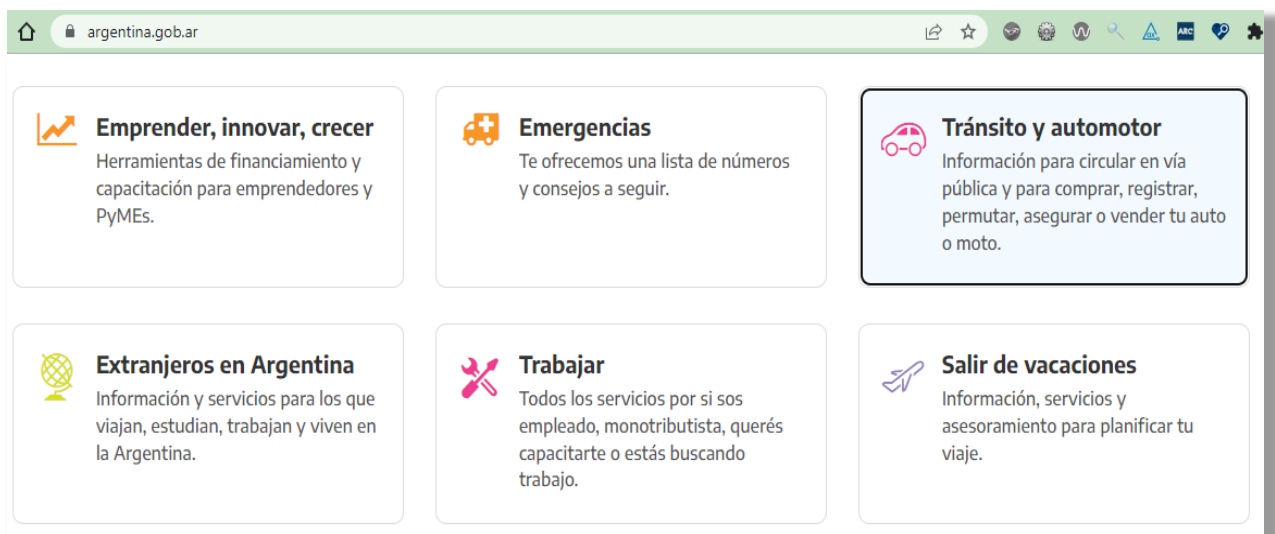 argentina.gob.ar
ARC
Emprender, innovar, crecer
Herramientas de financiamiento y
capacitación para emprendedores y
PyMEs.
Emergencias
Te ofrecemos una lista de números
y consejos a seguir.
Tránsito y automotor
Información para circular en vía
pública y para comprar, registrar,
permutar, asegurar o vender tu auto
o moto.
Extranjeros en Argentina
Información y servicios para los que
viajan, estudian, trabajan y viven en
la Argentina.
Trabajar
Todos los servicios por si sos
empleado, monotributista, querés
capacitarte o estás buscando
trabajo.
Salir de vacaciones
Información, servicios y
asesoramiento para planificar tu
viaje.